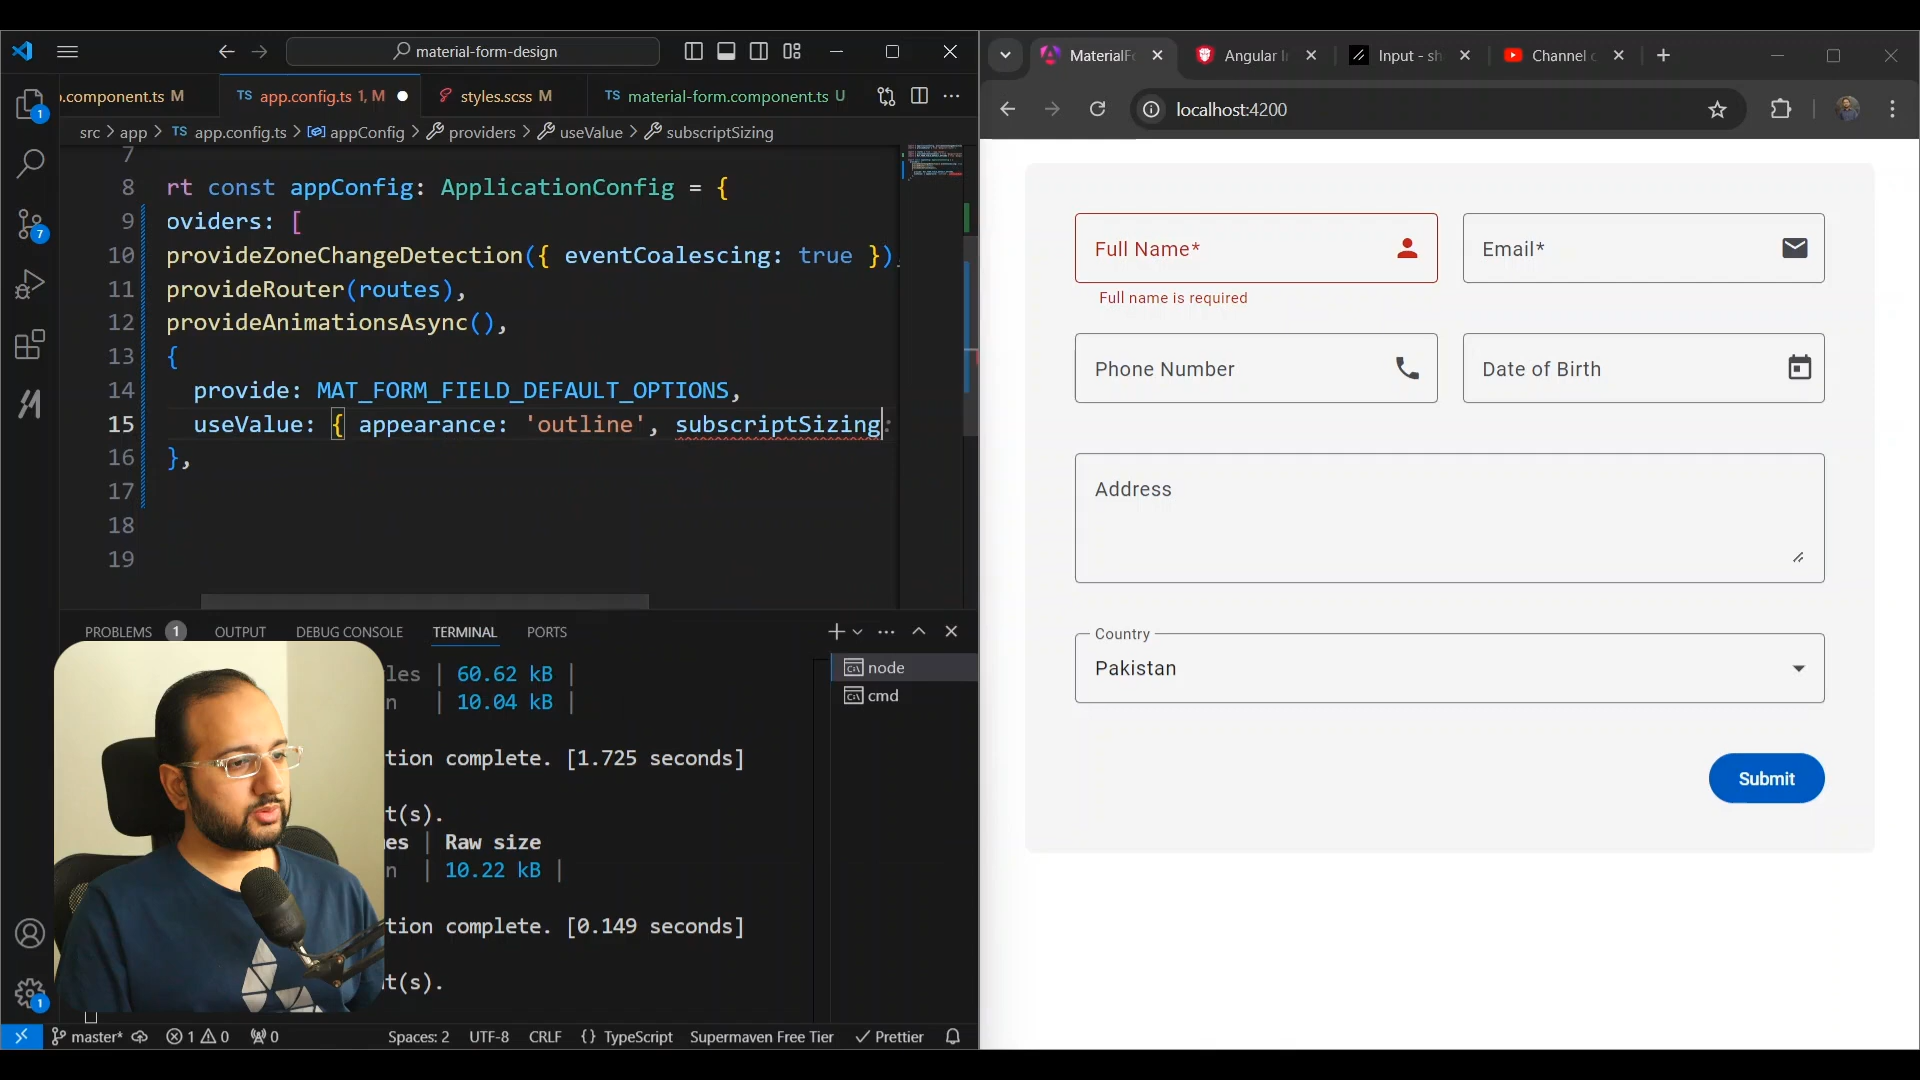 material-form-design
.component.ts M
TS app.config.ts 1, M
styles.scss M
TS material-form.component.ts U
src > app > TS app.config.ts > appConfig > providers > useValue > subscriptSizing
7
8 rt const appConfig: ApplicationConfig = {
9 oviders: [
10 provideZoneChangeDetection({ eventCoalescing: true }),
11 provideRouter(routes),
12 provideAnimationsAsync(),
13 {
14 provide: MAT_FORM_FIELD_DEFAULT_OPTIONS,
15 useValue: { appearance: 'outline', subscriptSizing:
16 },
17
18
19
1
7
PROBLEMS 1 OUTPUT DEBUG CONSOLE TERMINAL PORTS
les | 60.62 kB |
n | 10.04 kB |
tion complete. [1.725 seconds]
t(s).
es | Raw size
n | 10.22 kB |
tion complete. [0.149 seconds]
t(s).
node
cmd
1
master* 1 0 0 Spaces: 2 UTF-8 CRLF {} TypeScript Supermaven Free Tier Prettier
MaterialFo
Angular I
Input - sh
Channel c
localhost:4200
Full Name*
Email*
Full name is required
Phone Number
Date of Birth
Address
Country
Pakistan
Submit